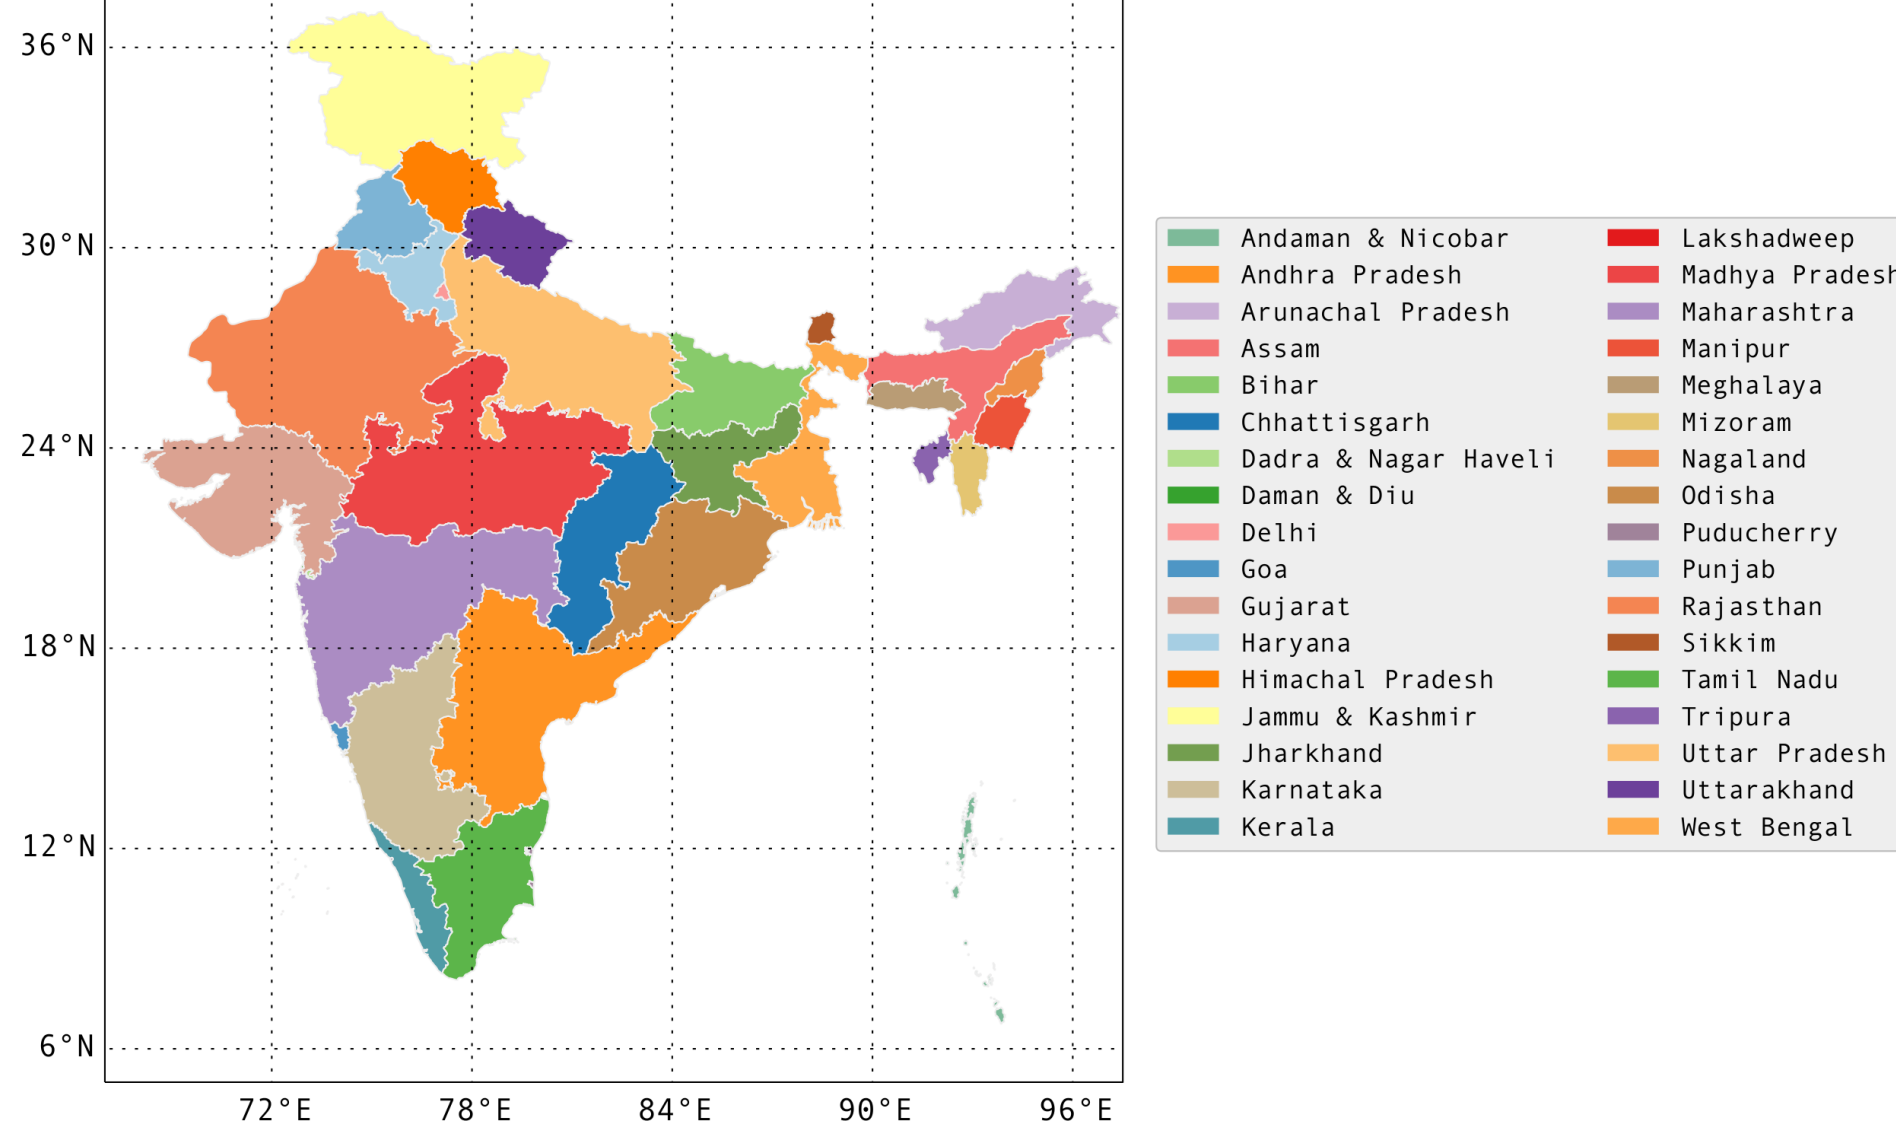 36°N
30°N
24°N
18°N
12°N
6°N
72°E
78°E
84°E
90°E
96°E
Andaman & Nicobar
Andhra Pradesh
Arunachal Pradesh
Assam
Bihar
Chhattisgarh
Dadra & Nagar Haveli
Daman & Diu
Delhi
Goa
Gujarat
Haryana
Himachal Pradesh
Jammu & Kashmir
Jharkhand
Karnataka
Kerala
Lakshadweep
Madhya Pradesh
Maharashtra
Manipur
Meghalaya
Mizoram
Nagaland
Odisha
Puducherry
Punjab
Rajasthan
Sikkim
Tamil Nadu
Tripura
Uttar Pradesh
Uttarakhand
West Bengal